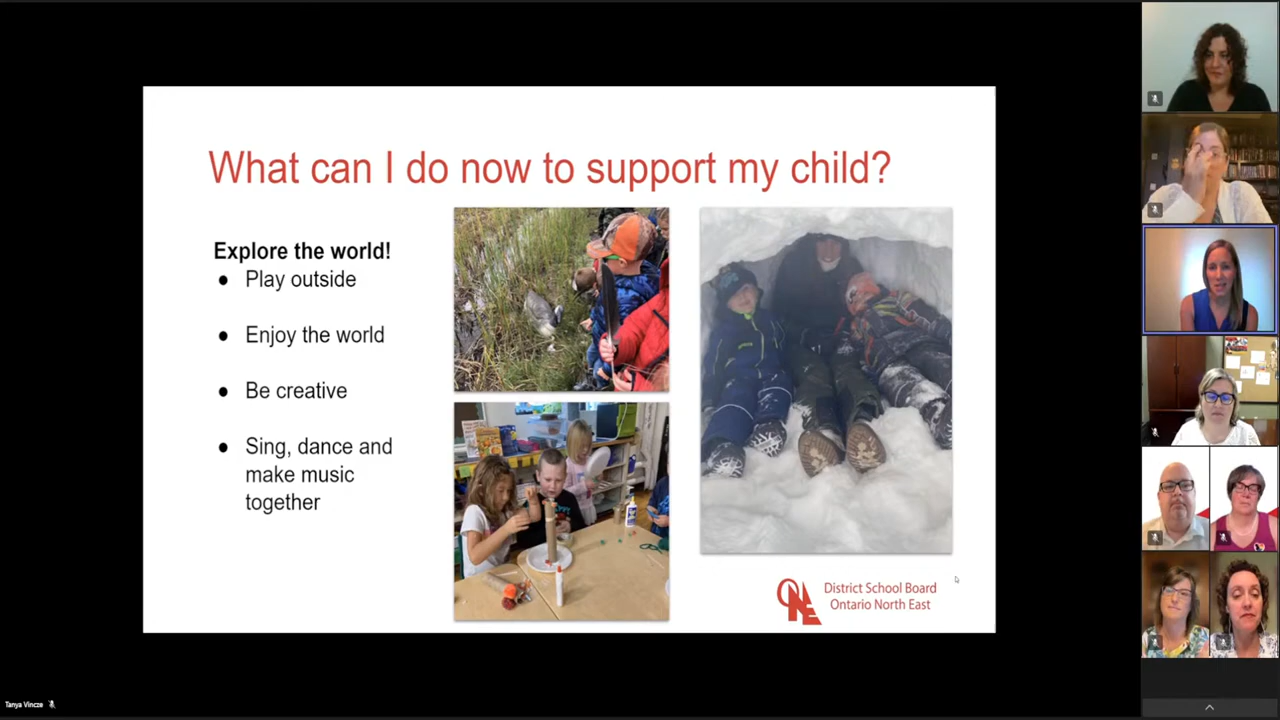 What can I do now to support my child?
Explore the world!
● Play outside
● Enjoy the world
● Be creative
● Sing, dance and
make music
together
ONE
District School Board
Ontario North East
Tanya Vincze